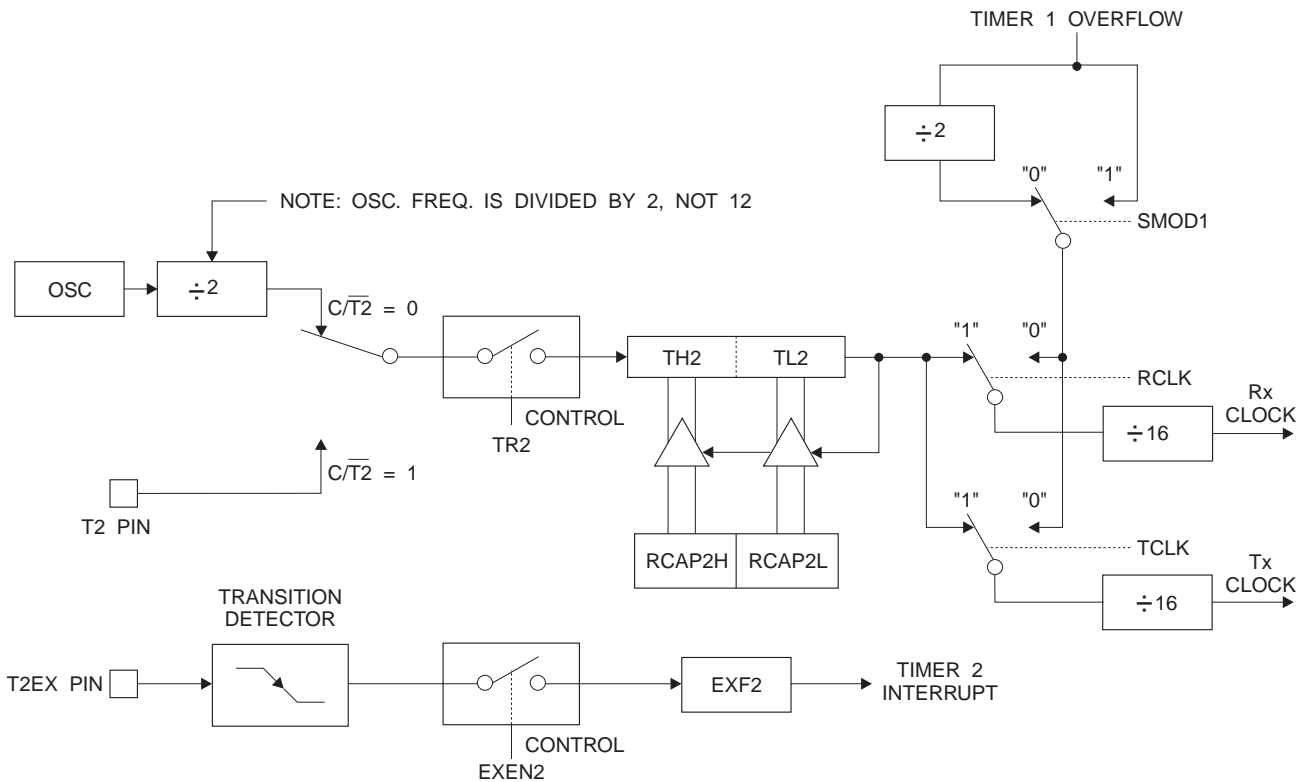 TIMER 1 OVERFLOW
÷2
"0" "1"
NOTE: OSC. FREQ. IS DIVIDED BY 2, NOT 12
SMOD1
OSC
÷2
C/T̅2̅ = 0
"1" "0"
TH2 TL2
RCLK
CONTROL
TR2
Rx
CLOCK
÷16
C/T̅2̅ = 1
T2 PIN
"1" "0"
RCAP2H RCAP2L
TCLK
Tx
CLOCK
÷16
TRANSITION
DETECTOR
T2EX PIN
EXF2
TIMER 2
INTERRUPT
CONTROL
EXEN2